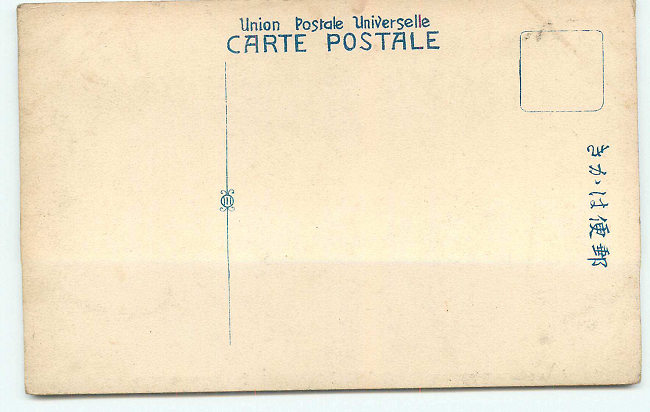 Union Postale Universelle
CARTE POSTALE
郵便はかき